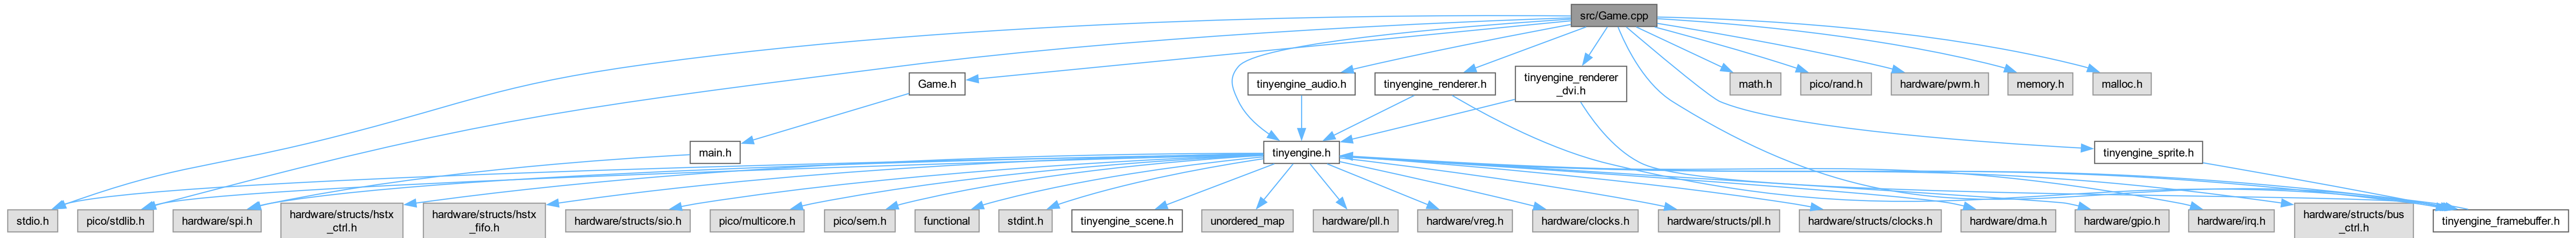 src/Game.cpp
Game.h
tinyengine_audio.h
tinyengine_renderer.h
tinyengine_renderer
_dvi.h
math.h
pico/rand.h
hardware/pwm.h
memory.h
malloc.h
main.h
tinyengine.h
tinyengine_sprite.h
stdio.h
pico/stdlib.h
hardware/spi.h
hardware/structs/hstx
_ctrl.h
hardware/structs/hstx
_fifo.h
hardware/structs/sio.h
pico/multicore.h
pico/sem.h
functional
stdint.h
tinyengine_scene.h
unordered_map
hardware/pll.h
hardware/vreg.h
hardware/clocks.h
hardware/structs/pll.h
hardware/structs/clocks.h
hardware/dma.h
hardware/gpio.h
hardware/irq.h
hardware/structs/bus
_ctrl.h
tinyengine_framebuffer.h